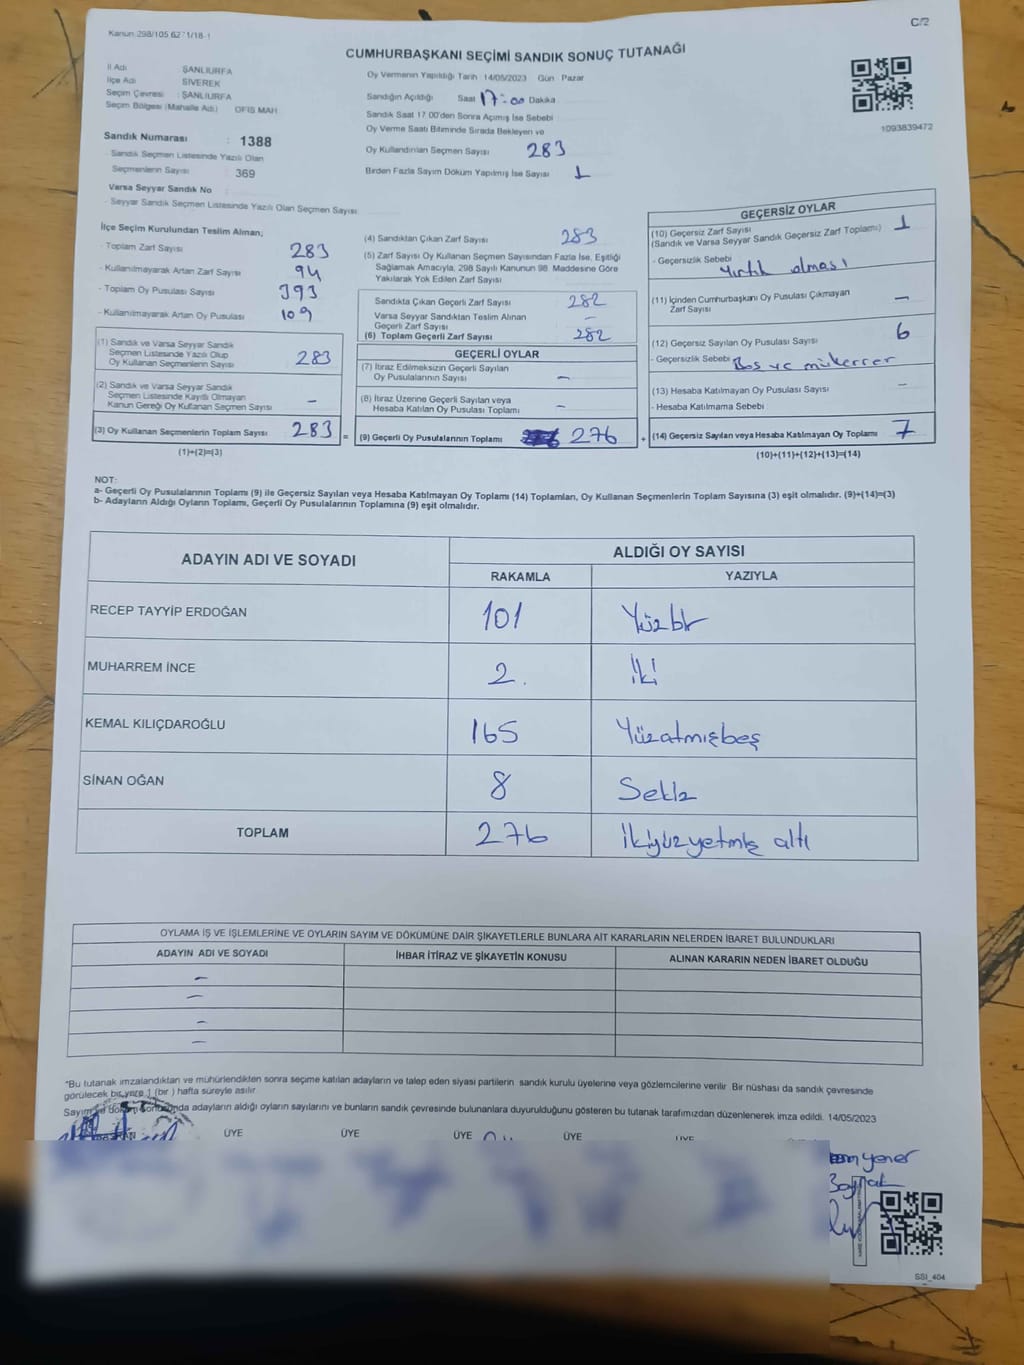 Kanun 298/105 627 1/18-1
C/2
CUMHURBAŞKANI SEÇİMİ SANDIK SONUÇ TUTANAĞI
İl Adı ŞANLIURFA
İlçe Adı SİVEREK
Seçim Çevresi : ŞANLIURFA
Seçim Bölgesi (Mahalle Adı) OFİS MAH
Sandık Numarası : 1388
- Sandık Seçmen Listesinde Yazılı Olan
Seçmenlerin Sayısı : 369
Varsa Seyyar Sandık No
- Seyyar Sandık Seçmen Listesinde Yazılı Olan Seçmen Sayısı
Oy Vermenin Yapıldığı Tarih 14/05/2023 Gün Pazar
Sandığın Açıldığı Saat 17:00 Dakika
Sandık Saat 17.00'den Sonra Açılmış İse Sebebi
Oy Verme Saati Bitiminde Sırada Bekleyen ve
Oy Kullandırılan Seçmen Sayısı 283
Birden Fazla Sayım Döküm Yapılmış İse Sayısı 1
1093839472
İlçe Seçim Kurulundan Teslim Alınan;
- Toplam Zarf Sayısı 283
- Kullanılmayarak Artan Zarf Sayısı 94
- Toplam Oy Pusulası Sayısı 393
- Kullanılmayarak Artan Oy Pusulası 109
(1) Sandık ve Varsa Seyyar Sandık
Seçmen Listesinde Yazılı Olup
Oy Kullanan Seçmenlerin Sayısı 283
(2) Sandık ve Varsa Seyyar Sandık
Seçmen Listesinde Kayıtlı Olmayan
Kanun Gereği Oy Kullanan Seçmen Sayısı –
(3) Oy Kullanan Seçmenlerin Toplam Sayısı 283
(1)+(2)=(3)
(4) Sandıktan Çıkan Zarf Sayısı 283
(5) Zarf Sayısı Oy Kullanan Seçmen Sayısından Fazla İse, Eşitliği
Sağlamak Amacıyla, 298 Sayılı Kanunun 98. Maddesine Göre
Yakılarak Yok Edilen Zarf Sayısı
Sandıkta Çıkan Geçerli Zarf Sayısı 282
Varsa Seyyar Sandıktan Teslim Alınan
Geçerli Zarf Sayısı –
(6) Toplam Geçerli Zarf Sayısı 282
GEÇERLİ OYLAR
(7) İtiraz Edilmeksizin Geçerli Sayılan
Oy Pusulalarının Sayısı –
(8) İtiraz Üzerine Geçerli Sayılan veya
Hesaba Katılan Oy Pusulası Toplamı –
= (9) Geçerli Oy Pusulalarının Toplamı 276
GEÇERSİZ OYLAR
(10) Geçersiz Zarf Sayısı 1
(Sandık ve Varsa Seyyar Sandık Geçersiz Zarf Toplamı)
- Geçersizlik Sebebi Yırtık olması
(11) İçinden Cumhurbaşkanı Oy Pusulası Çıkmayan
Zarf Sayısı –
(12) Geçersiz Sayılan Oy Pusulası Sayısı 6
- Geçersizlik Sebebi Boş ve mükerrer
(13) Hesaba Katılmayan Oy Pusulası Sayısı –
- Hesaba Katılmama Sebebi
+ (14) Geçersiz Sayılan veya Hesaba Katılmayan Oy Toplamı 7
(10)+(11)+(12)+(13)=(14)
NOT:
a- Geçerli Oy Pusulalarının Toplamı (9) ile Geçersiz Sayılan veya Hesaba Katılmayan Oy Toplamı (14) Toplamları, Oy Kullanan Seçmenlerin Toplam Sayısına (3) eşit olmalıdır. (9)+(14)=(3)
b- Adayların Aldığı Oyların Toplamı, Geçerli Oy Pusulalarının Toplamına (9) eşit olmalıdır.
ADAYIN ADI VE SOYADI ALDIĞI OY SAYISI
RAKAMLA YAZIYLA
RECEP TAYYİP ERDOĞAN 101 Yüzbir
MUHARREM İNCE 2. İki
KEMAL KILIÇDAROĞLU 165 Yüzatmışbeş
SİNAN OĞAN 8 Sekiz
TOPLAM 276 İkiyüzyetmiş altı
OYLAMA İŞ VE İŞLEMLERİNE VE OYLARIN SAYIM VE DÖKÜMÜNE DAİR ŞİKAYETLERLE BUNLARA AİT KARARLARIN NELERDEN İBARET BULUNDUKLARI
ADAYIN ADI VE SOYADI İHBAR İTİRAZ VE ŞİKAYETİN KONUSU ALINAN KARARIN NEDEN İBARET OLDUĞU
–
–
–
–
*Bu tutanak imzalandıktan ve mühürlendikten sonra seçime katılan adayların ve talep eden siyasi partilerin sandık kurulu üyelerine veya gözlemcilerine verilir. Bir nüshası da sandık çevresinde
görülecek bir yere (bir) hafta süreyle asılır
Sayım ve döküm sonucunda adayların aldığı oyların sayılarını ve bunların sandık çevresinde bulunanlara duyurulduğunu gösteren bu tutanak tarafımızdan düzenlenerek imza edildi. 14/05/2023
ÜYE ÜYE ÜYE ÜYE ÜYE
yener
SSI_404